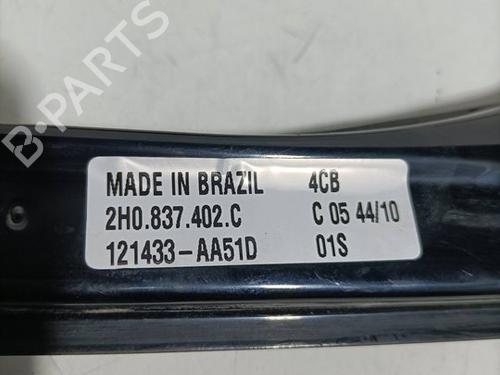 B-PARTS
MADE IN BRAZIL 4CB
2H0.837.402.C C 05 44/10
121433-AA51D 01S